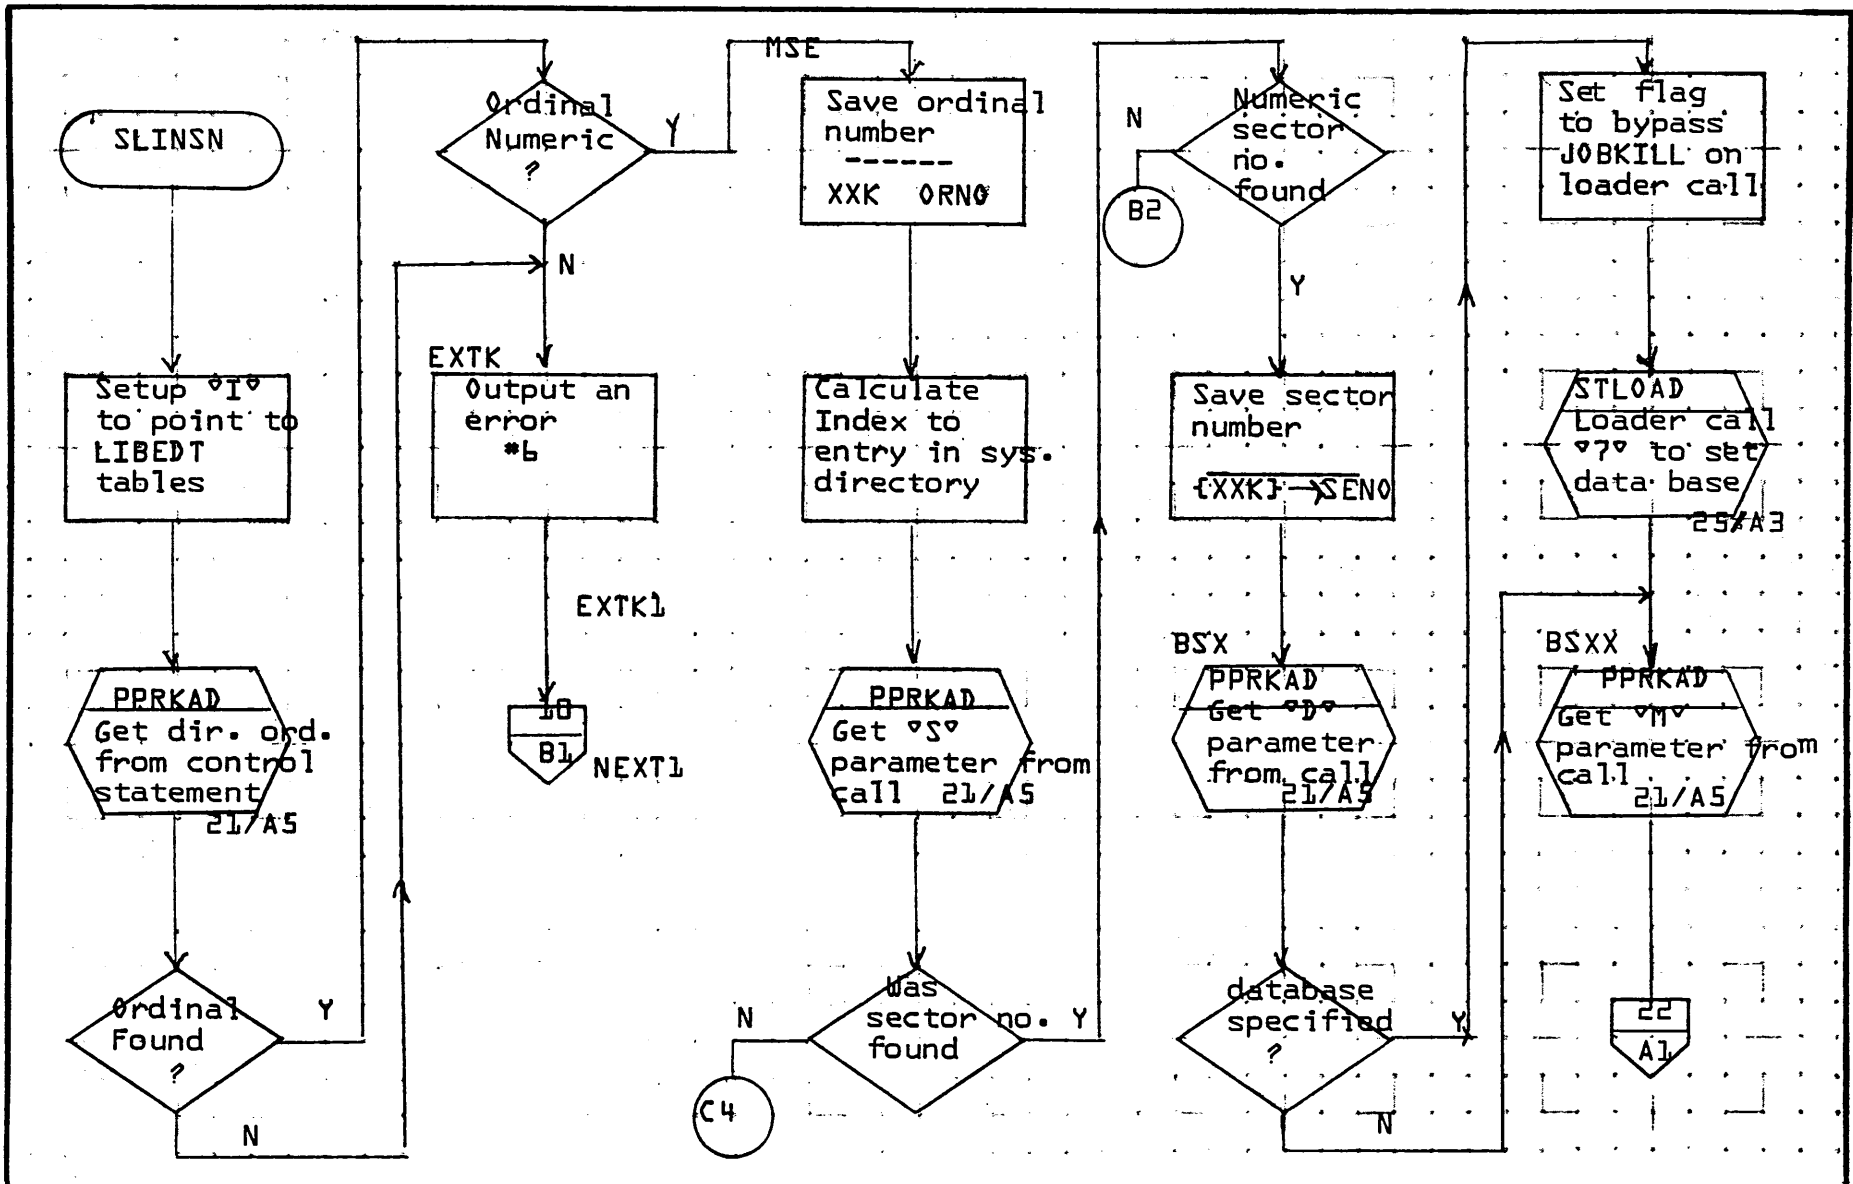 SLINSN
Setup "I"
to point to
LIBEDT
tables
PPRKAD
Get dir. ord.
from control
statement
21/A5
Ordinal
Found
?
Y
N
Ordinal
Numeric
?
Y
N
EXTK
Output an
error
#6
EXTK1
10
B1
NEXT1
MSE
Save ordinal
number
------
XXK ORNO
Calculate
Index to
entry in sys.
directory
PPRKAD
Get "S"
parameter from
call 21/A5
Was
sector no.
found
Y
N
C4
Numeric
sector
no.
found
N
B2
Y
Save sector
number
{XXK}→SENO
BSX
PPRKAD
Get "D"
parameter
from call
21/A5
database
specified
?
Y
N
Set flag
to bypass
JOBKILL on
loader call
STLOAD
Loader call
"7" to set
data base
25/A3
BSXX
PPRKAD
Get "M"
parameter from
call
21/A5
22
A1